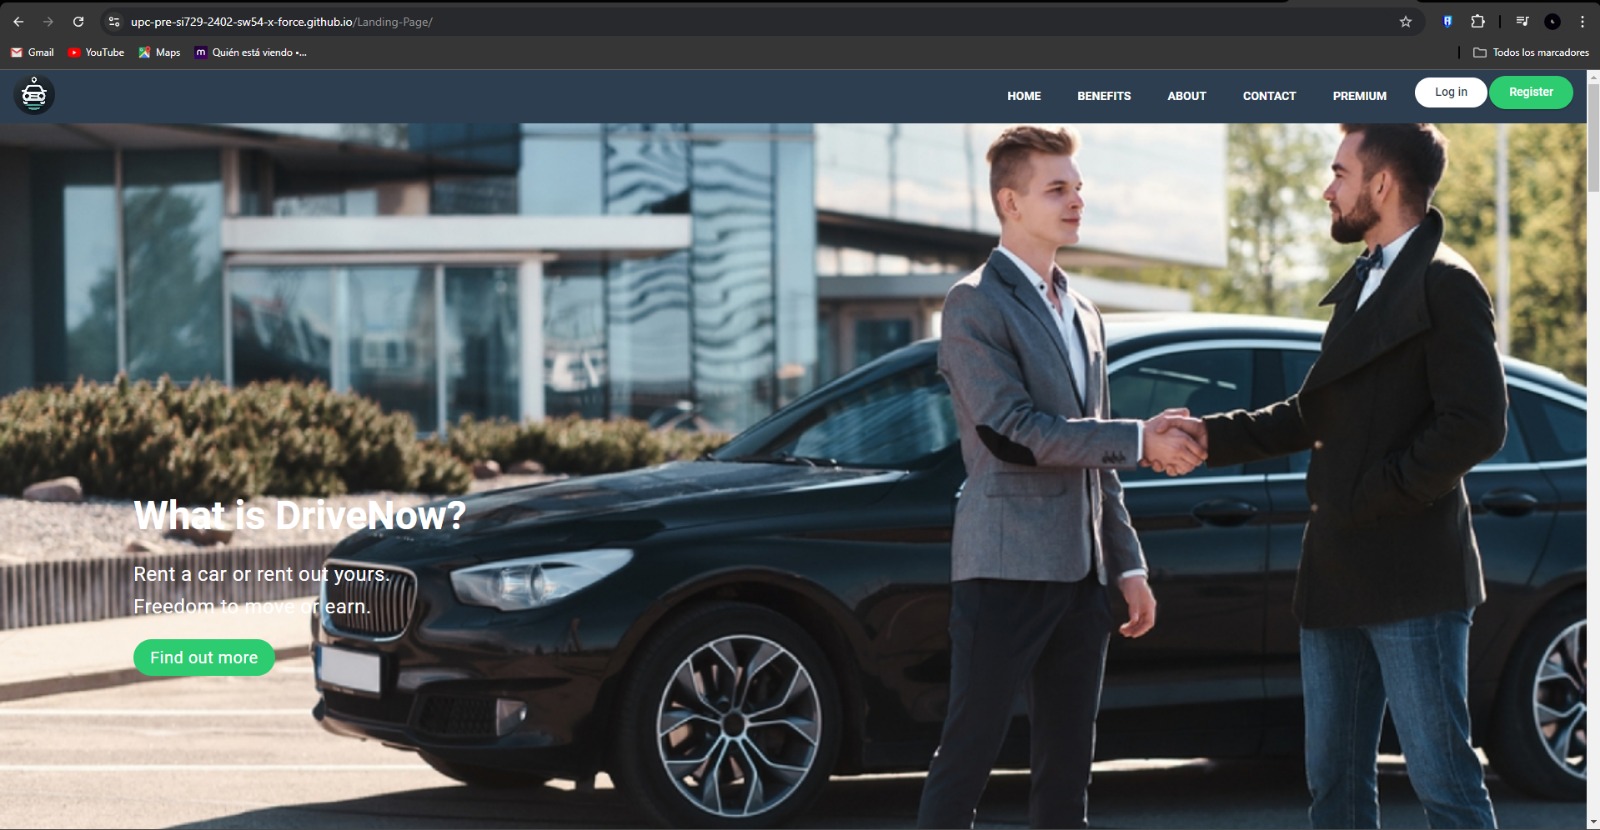 upc-pre-si729-2402-sw54-x-force.github.io/Landing-Page/
Gmail YouTube Maps m Quién está viendo •... Todos los marcadores
HOME BENEFITS ABOUT CONTACT PREMIUM Log in Register
What is DriveNow?
Rent a car or rent out yours.
Freedom to move or earn.
Find out more